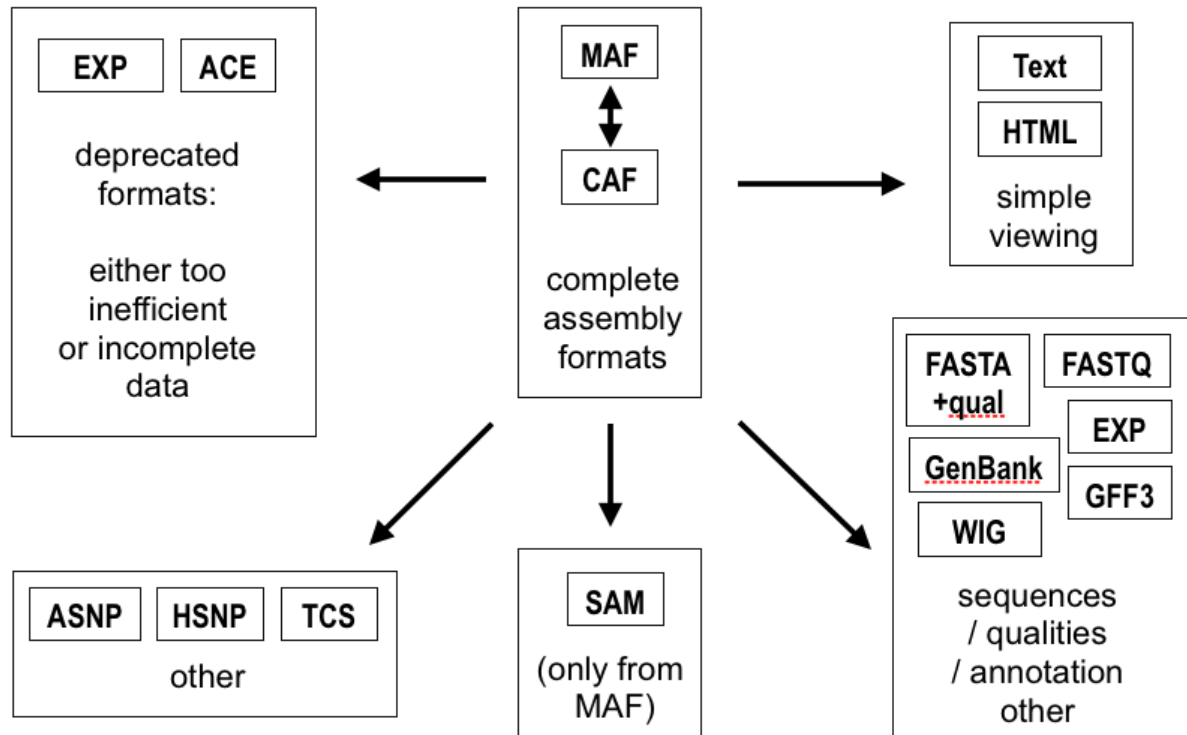 EXP
ACE
deprecated
formats:
either too
inefficient
or incomplete
data
MAF
CAF
complete
assembly
formats
Text
HTML
simple
viewing
FASTA
+qual
FASTQ
EXP
GenBank
GFF3
WIG
sequences
/ qualities
/ annotation
other
ASNP
HSNP
TCS
other
SAM
(only from
MAF)